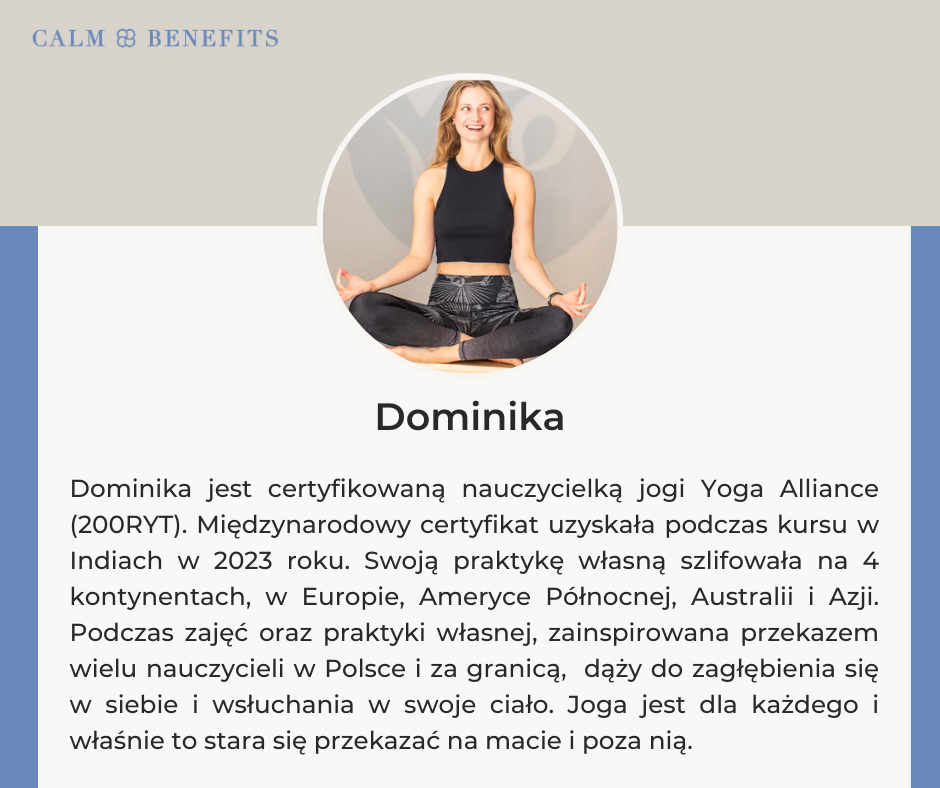 CALM BENEFITS
Dominika
Dominika jest certyfikowaną nauczycielką jogi Yoga Alliance
(200RYT). Międzynarodowy certyfikat uzyskała podczas kursu w
Indiach w 2023 roku. Swoją praktykę własną szlifowała na 4
kontynentach, w Europie, Ameryce Północnej, Australii i Azji.
Podczas zajęć oraz praktyki własnej, zainspirowana przekazem
wielu nauczycieli w Polsce i za granicą,  dąży do zagłębienia się
w siebie i wsłuchania w swoje ciało. Joga jest dla każdego i
właśnie to stara się przekazać na macie i poza nią.